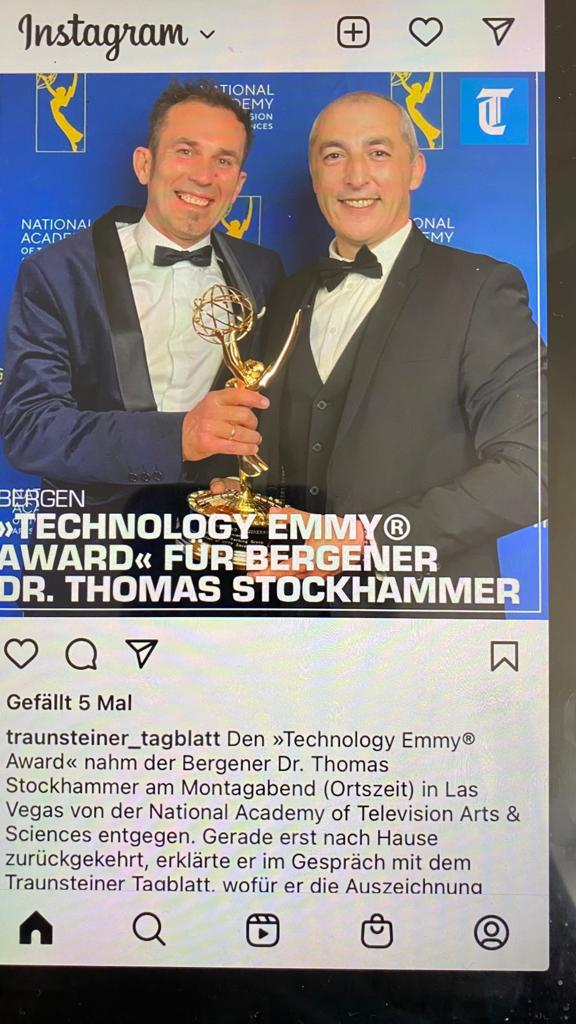 Instagram
NATIONAL
ACADEMY
NATIONAL
ACADEMY
BERGEN
»TECHNOLOGY EMMY®
AWARD« FÜR BERGENER
DR. THOMAS STOCKHAMMER
Gefällt 5 Mal
traunsteiner_tagblatt Den »Technology Emmy®
Award« nahm der Bergener Dr. Thomas
Stockhammer am Montagabend (Ortszeit) in Las
Vegas von der National Academy of Television Arts &
Sciences entgegen. Gerade erst nach Hause
zurückgekehrt, erklärte er im Gespräch mit dem
Traunsteiner Tagblatt, wofür er die Auszeichnung